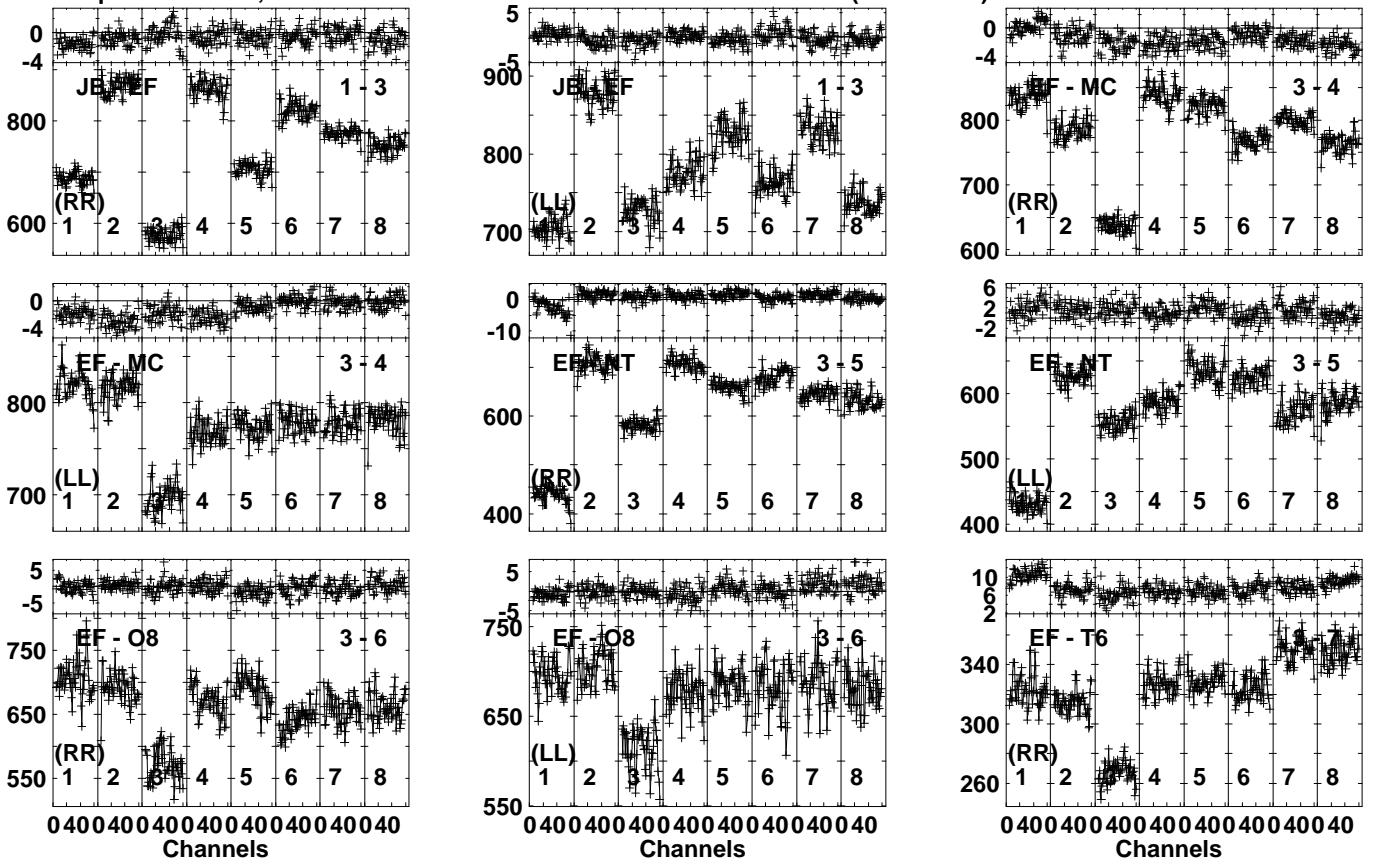 0
-4
JB - EF 1 - 3
800
(RR)
600
1 2 3 4 5 6 7 8
5
-5
900
JB - EF 1 - 3
800
(LL)
700
1 2 3 4 5 6 7 8
0
-4
EF - MC 3 - 4
800
700
(RR)
600
1 2 3 4 5 6 7 8
0
-4
EF - MC 3 - 4
800
(LL)
700
1 2 3 4 5 6 7 8
0
-10
EF - NT 3 - 5
600
(RR)
400
1 2 3 4 5 6 7 8
6
2
-2
EF - NT 3 - 5
600
500
(LL)
400
1 2 3 4 5 6 7 8
5
-5
EF - O8 3 - 6
750
650
(RR)
550
1 2 3 4 5 6 7 8
0 40 0 40 0 40 0 40 0 40 0 40 0 40 0 40
Channels
5
-5
750
EF - O8 3 - 6
650
(LL)
550
1 2 3 4 5 6 7 8
0 40 0 40 0 40 0 40 0 40 0 40 0 40 0 40
Channels
10
6
2
EF - T6 3 - 7
340
300
(RR)
260
1 2 3 4 5 6 7 8
0 40 0 40 0 40 0 40 0 40 0 40 0 40 0 40
Channels